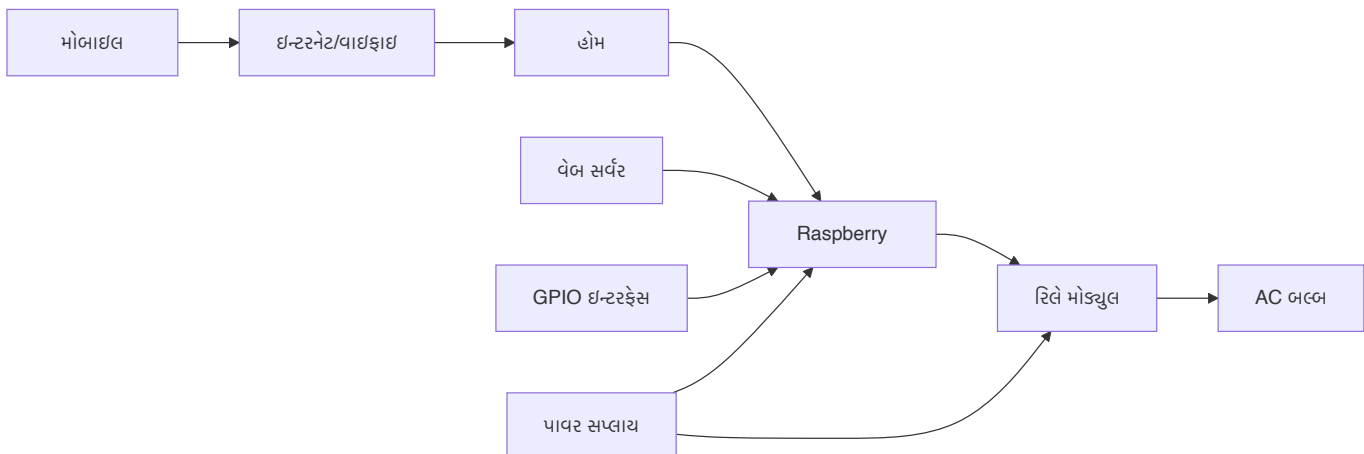 મોબાઇલ
ઇન્ટરનેટ/વાઇફાઇ
હોમ
વેબ સર્વર
Raspberry
GPIO ઇન્ટરફેસ
રિલે મોડ્યુલ
AC બલ્બ
પાવર સપ્લાય